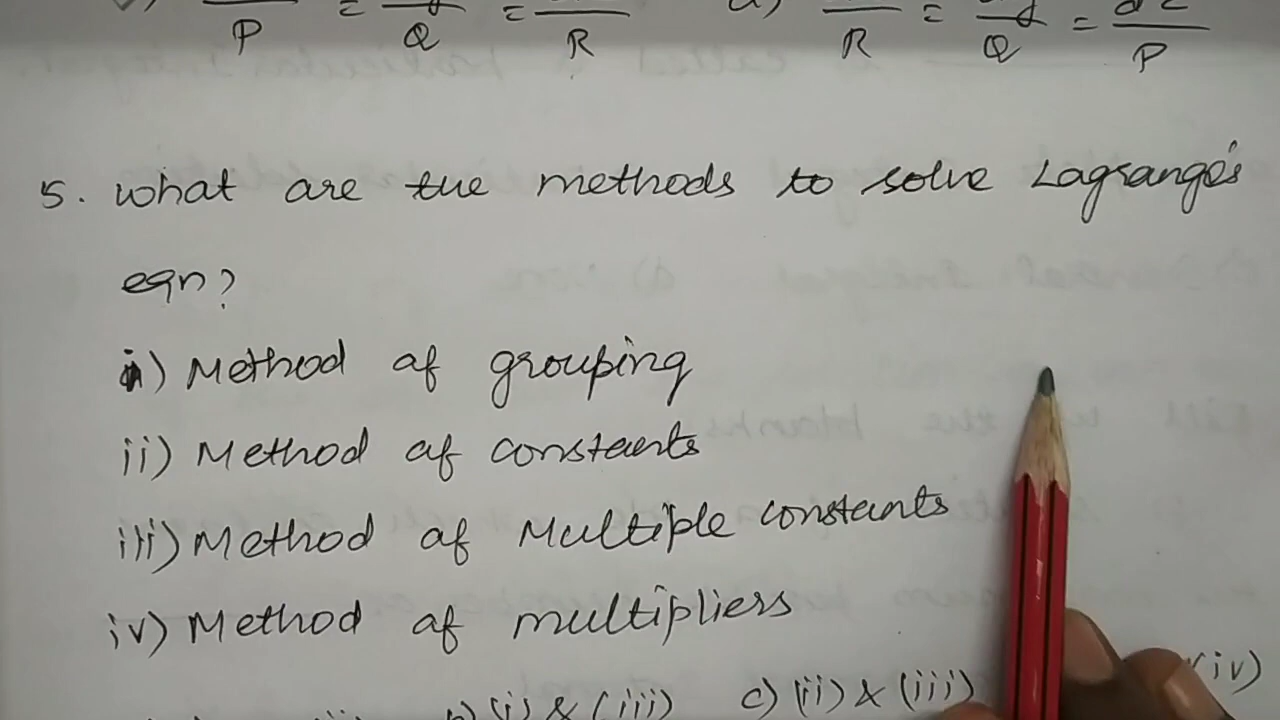 P = Q = R R = Q = P
5. What are the methods to solve Lagrange's
eqn?
i) Method of grouping
ii) Method of constants
iii) Method of Multiple constants
iv) Method of multipliers
b) (i) & (iii) c) (ii) & (iii) (iv)